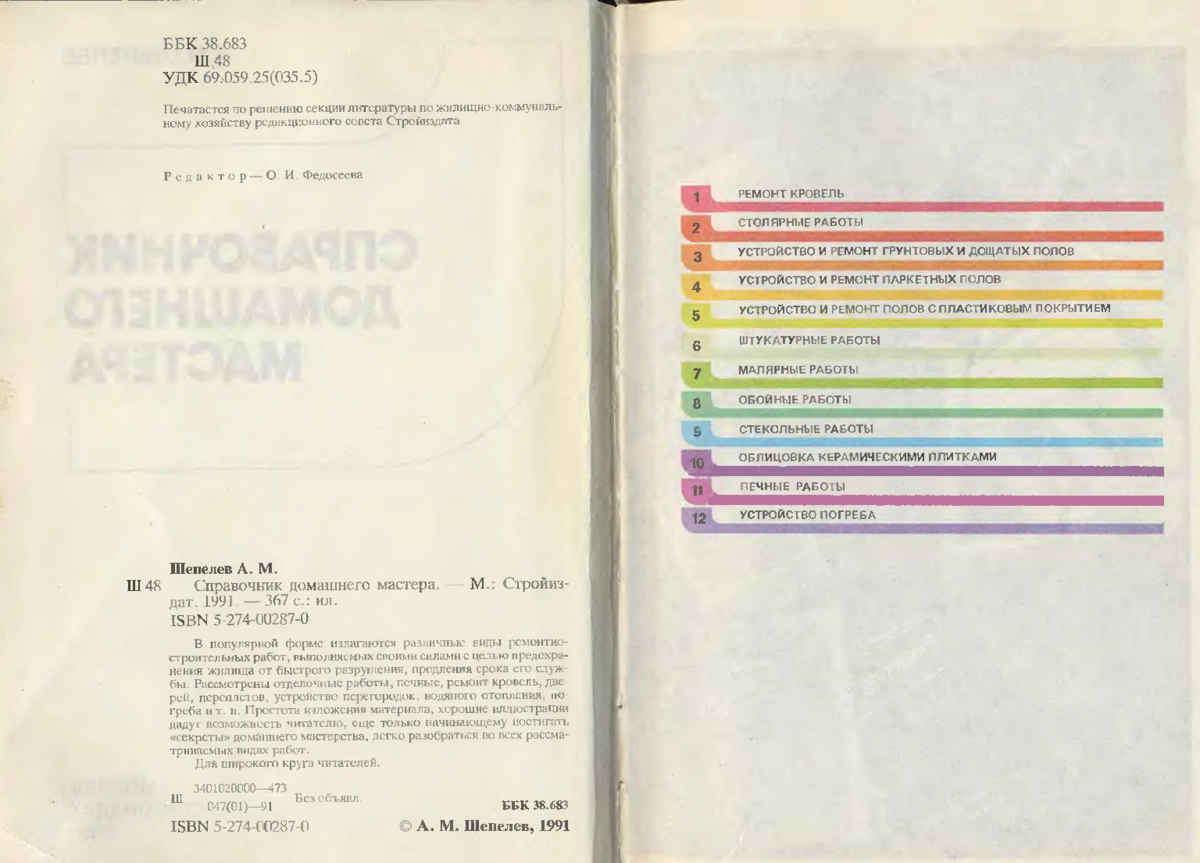 ББК 38.683
Ш 48
УДК 69.059.25(035.5)
Печатается по решению секции литературы по жилищно-коммуналь-
ному хозяйству редакционного совета Стройиздата
Редактор — О. И. Федосеева
СПРАВОЧНИК
ДОМАШНЕГО
МАСТЕРА
Шепелев А. М.
Ш 48 Справочник домашнего мастера. — М.: Стройиз-
дат, 1991. — 367 с.: ил.
ISBN 5-274-00287-0
В популярной форме излагаются различные виды ремонтно-
строительных работ, выполняемых своими силами с целью предохра-
нения жилища от быстрого разрушения, продления срока его служ-
бы. Рассмотрены отделочные работы, печные, ремонт кровель, две-
рей, переплетов, устройство перегородок, водяного отопления, по-
греба и т. п. Простота изложения материала, хорошие иллюстрации
дадут возможность читателю, еще только начинающему постигать
«секреты» домашнего мастерства, легко разобраться во всех рассма-
триваемых видах работ.
Для широкого круга читателей.
3401020000—473
Ш Без объявл.
047(01)—91
ББК 38.683
ISBN 5-274-00287-0 © А. М. Шепелев, 1991
1 РЕМОНТ КРОВЕЛЬ
2 СТОЛЯРНЫЕ РАБОТЫ
3 УСТРОЙСТВО И РЕМОНТ ГРУНТОВЫХ И ДОЩАТЫХ ПОЛОВ
4 УСТРОЙСТВО И РЕМОНТ ПАРКЕТНЫХ ПОЛОВ
5 УСТРОЙСТВО И РЕМОНТ ПОЛОВ С ПЛАСТИКОВЫМ ПОКРЫТИЕМ
6 ШТУКАТУРНЫЕ РАБОТЫ
7 МАЛЯРНЫЕ РАБОТЫ
8 ОБОЙНЫЕ РАБОТЫ
9 СТЕКОЛЬНЫЕ РАБОТЫ
10 ОБЛИЦОВКА КЕРАМИЧЕСКИМИ ПЛИТКАМИ
11 ПЕЧНЫЕ РАБОТЫ
12 УСТРОЙСТВО ПОГРЕБА